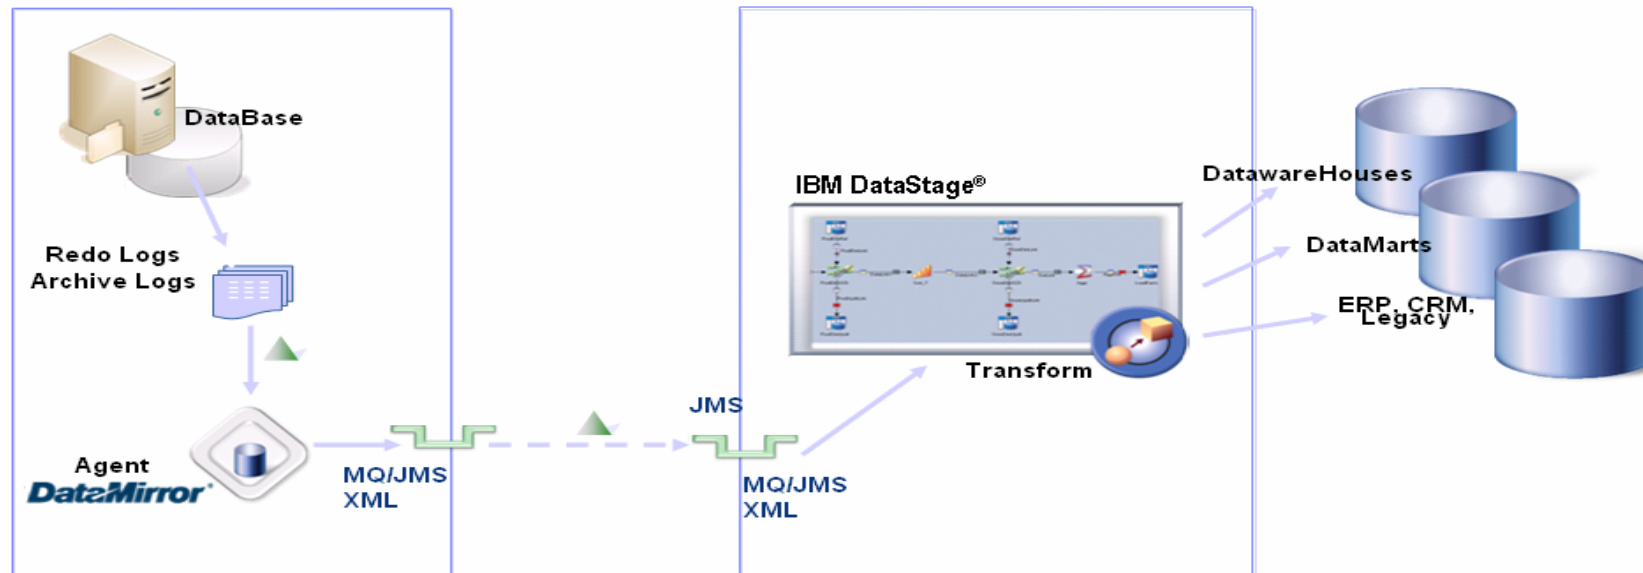 DataBase
Redo Logs
Archive Logs
Agent
DataMirror
MQ/JMS
XML
JMS
MQ/JMS
XML
IBM DataStage®
Transform
DatawareHouses
DataMarts
ERP, CRM,
Legacy